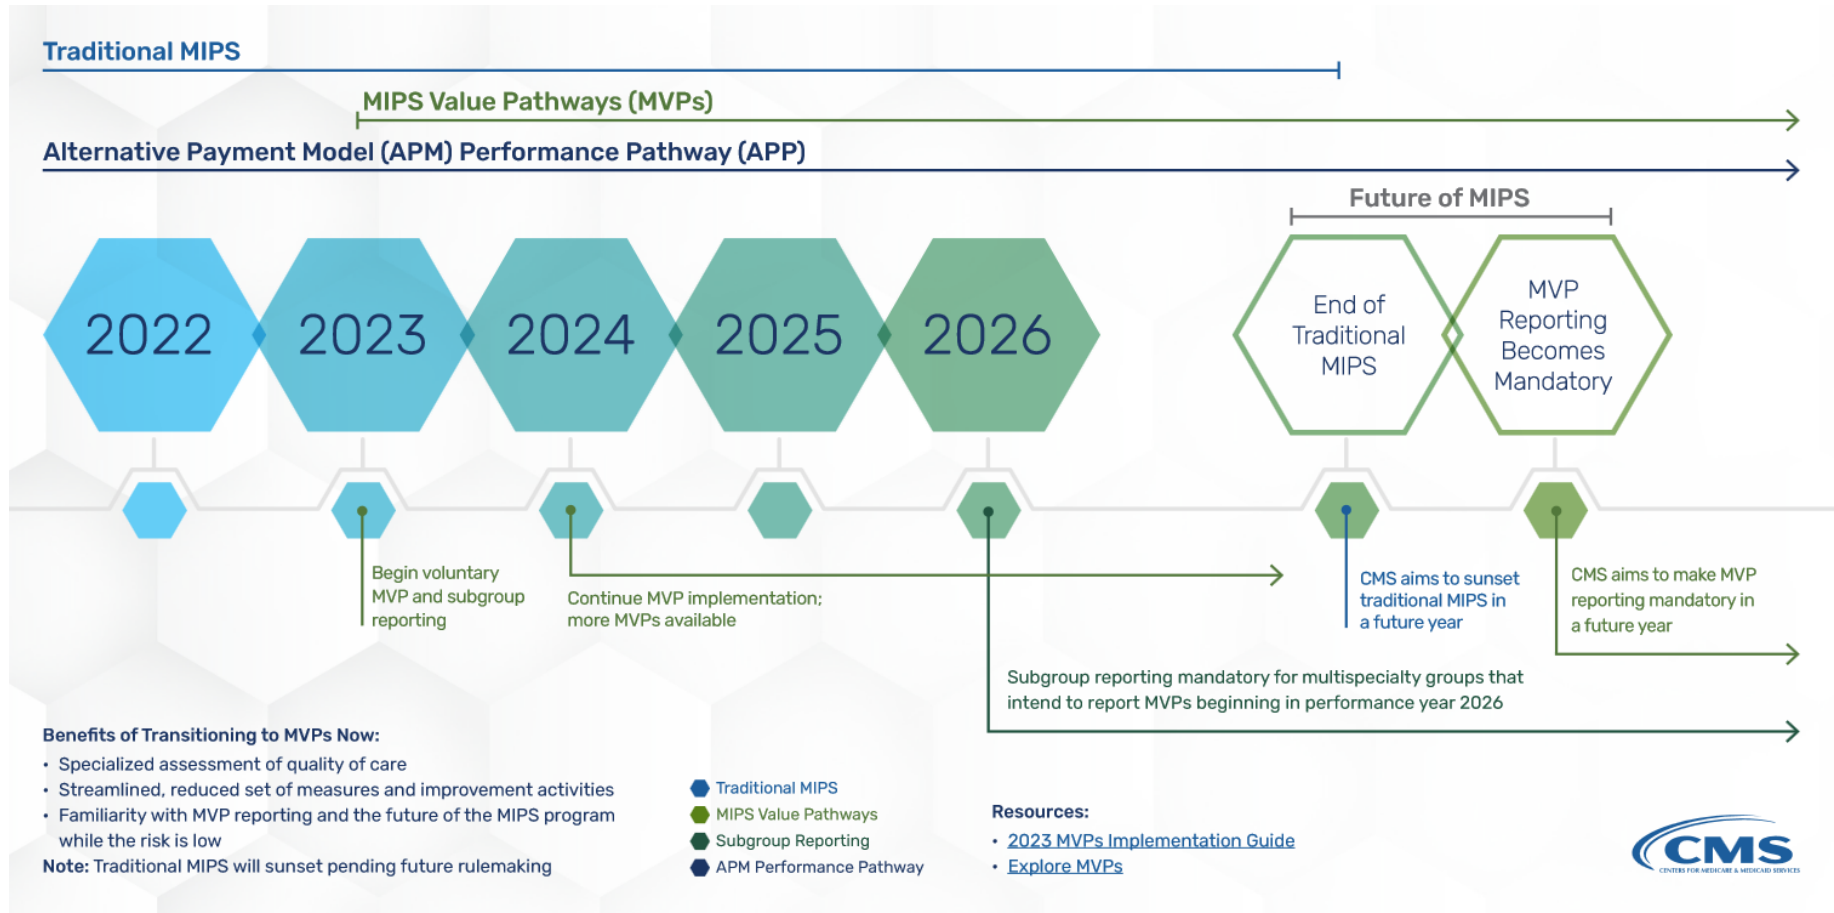 Traditional MIPS
MIPS Value Pathways (MVPs)
Alternative Payment Model (APM) Performance Pathway (APP)
Future of MIPS
2022
2023
2024
2025
2026
End of
Traditional
MIPS
MVP
Reporting
Becomes
Mandatory
Begin voluntary
MVP and subgroup
reporting
Continue MVP implementation;
more MVPs available
CMS aims to sunset
traditional MIPS in
a future year
CMS aims to make MVP
reporting mandatory in
a future year
Subgroup reporting mandatory for multispecialty groups that
intend to report MVPs beginning in performance year 2026
Benefits of Transitioning to MVPs Now:
• Specialized assessment of quality of care
• Streamlined, reduced set of measures and improvement activities
• Familiarity with MVP reporting and the future of the MIPS program
while the risk is low
Note: Traditional MIPS will sunset pending future rulemaking
Traditional MIPS
MIPS Value Pathways
Subgroup Reporting
APM Performance Pathway
Resources:
• 2023 MVPs Implementation Guide
• Explore MVPs
CMS
CENTERS FOR MEDICARE & MEDICAID SERVICES